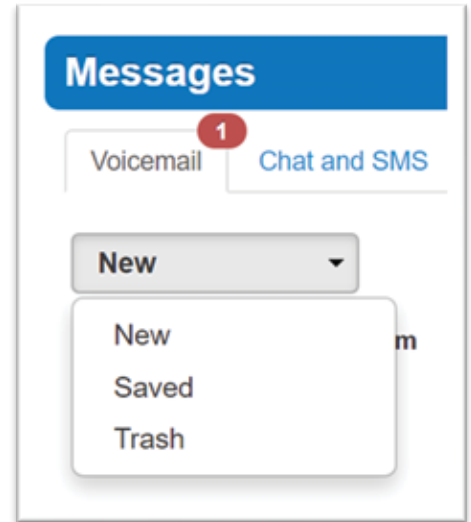 Messages
1
Voicemail Chat and SMS
New
New
m
Saved
Trash